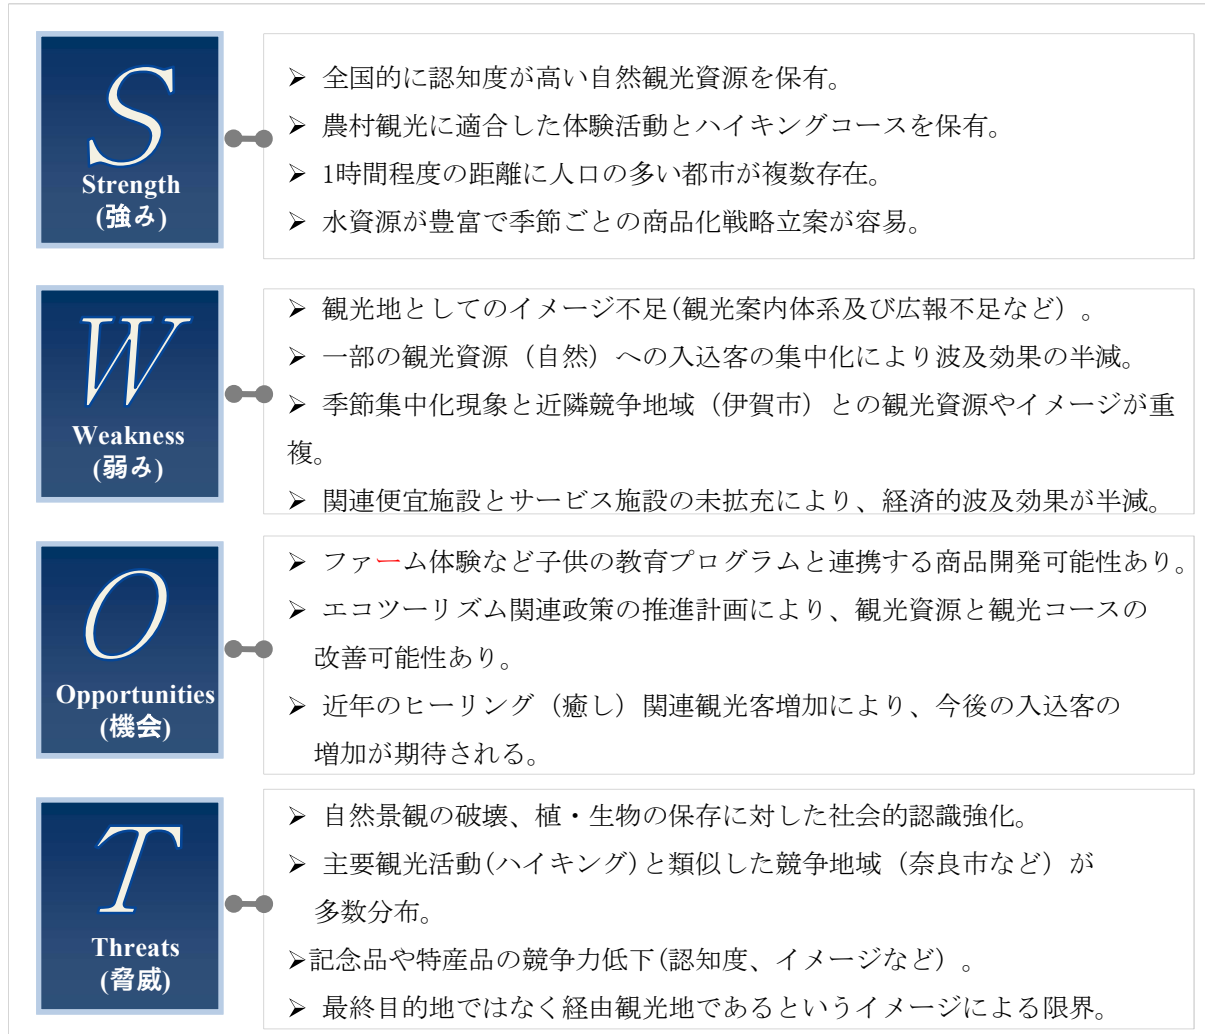 S
Strength
(強み)
➢ 全国的に認知度が高い自然観光資源を保有。
➢ 農村観光に適合した体験活動とハイキングコースを保有。
➢ 1時間程度の距離に人口の多い都市が複数存在。
➢ 水資源が豊富で季節ごとの商品化戦略立案が容易。
W
Weakness
(弱み)
➢ 観光地としてのイメージ不足(観光案内体系及び広報不足など）。
➢ 一部の観光資源（自然）への入込客の集中化により波及効果の半減。
➢ 季節集中化現象と近隣競争地域（伊賀市）との観光資源やイメージが重
複。
➢ 関連便宜施設とサービス施設の未拡充により、経済的波及効果が半減。
O
Opportunities
(機会)
➢ ファーム体験など子供の教育プログラムと連携する商品開発可能性あり。
➢ エコツーリズム関連政策の推進計画により、観光資源と観光コースの
改善可能性あり。
➢ 近年のヒーリング（癒し）関連観光客増加により、今後の入込客の
増加が期待される。
T
Threats
(脅威)
➢ 自然景観の破壊、植・生物の保存に対した社会的認識強化。
➢ 主要観光活動(ハイキング)と類似した競争地域（奈良市など）が
多数分布。
➢記念品や特産品の競争力低下(認知度、イメージなど）。
➢ 最終目的地ではなく経由観光地であるというイメージによる限界。